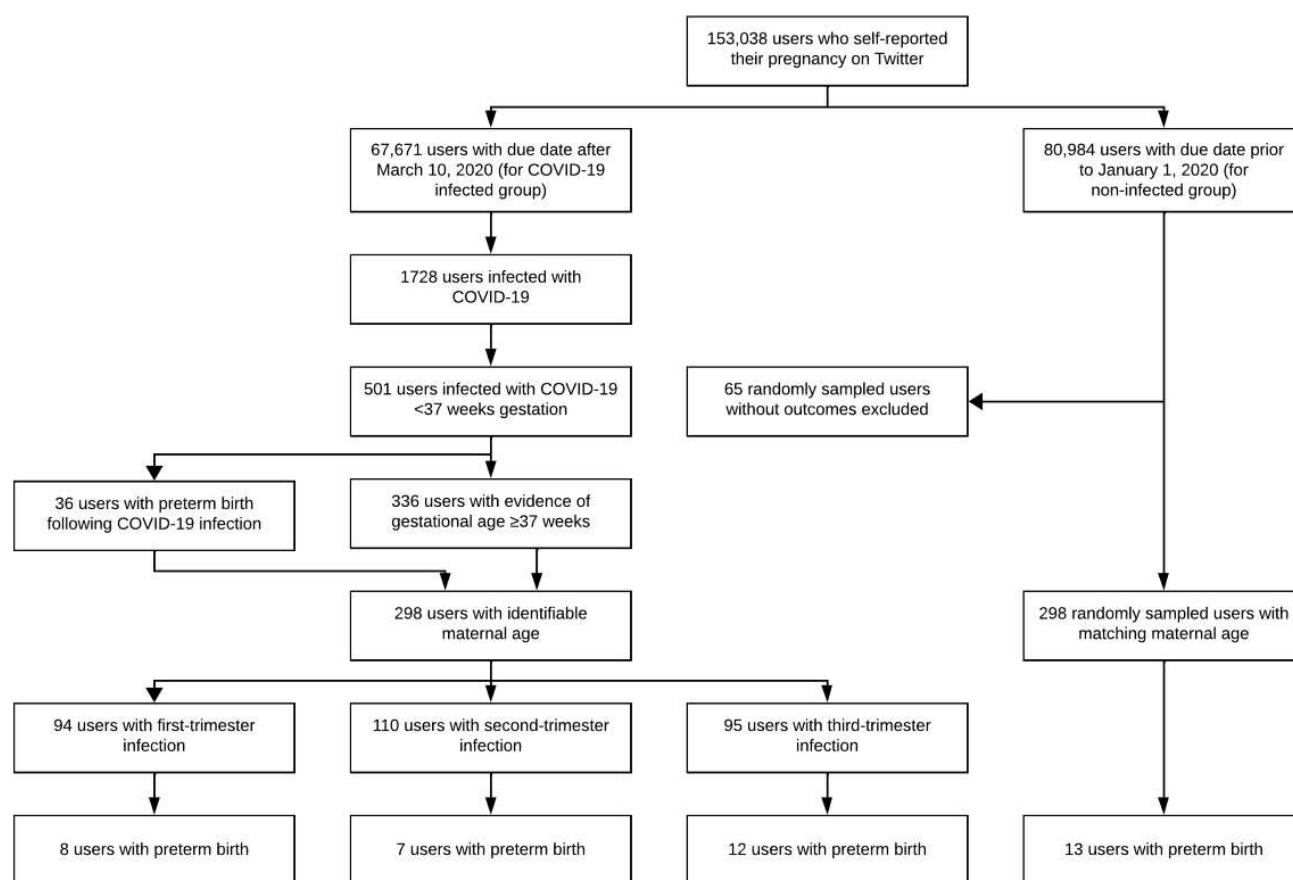 153,038 users who self-reported
their pregnancy on Twitter
67,671 users with due date after
March 10, 2020 (for COVID-19
infected group)
80,984 users with due date prior
to January 1, 2020 (for
non-infected group)
1728 users infected with
COVID-19
501 users infected with COVID-19
<37 weeks gestation
65 randomly sampled users
without outcomes excluded
36 users with preterm birth
following COVID-19 infection
336 users with evidence of
gestational age ≥37 weeks
298 users with identifiable
maternal age
298 randomly sampled users with
matching maternal age
94 users with first-trimester
infection
110 users with second-trimester
infection
95 users with third-trimester
infection
8 users with preterm birth
7 users with preterm birth
12 users with preterm birth
13 users with preterm birth